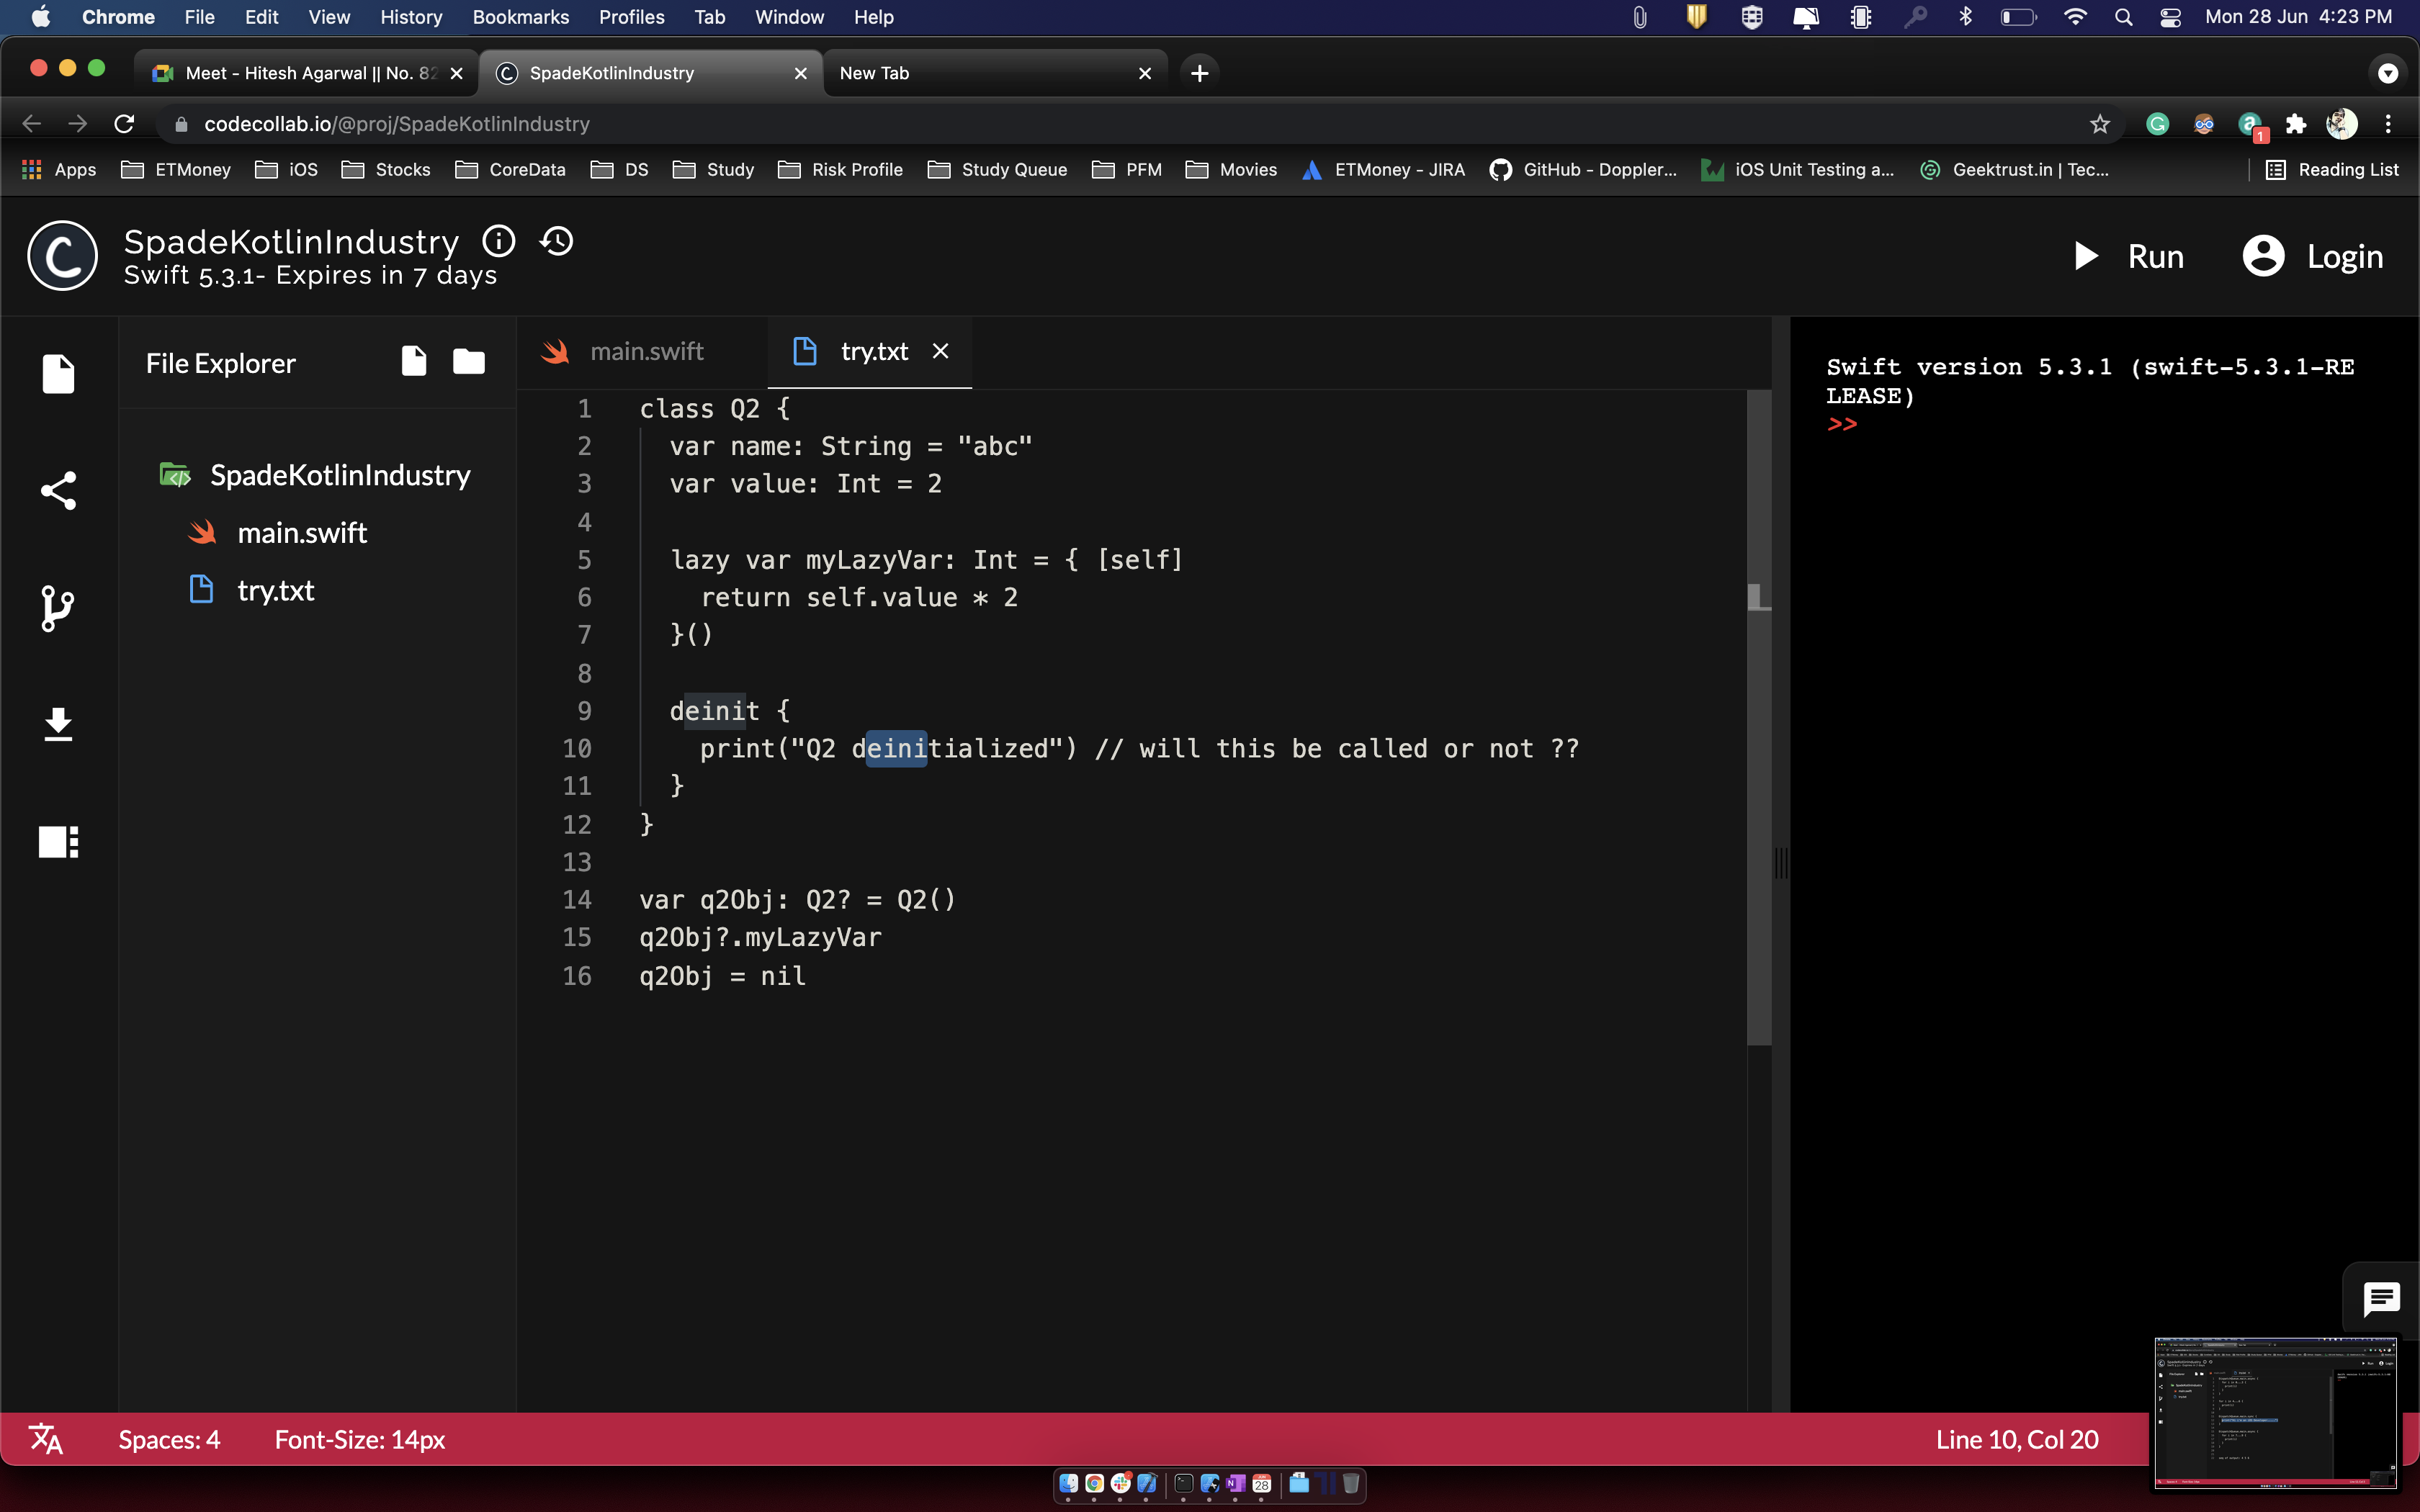 Chrome File Edit View History Bookmarks Profiles Tab Window Help Mon 28 Jun 4:23 PM
Meet - Hitesh Agarwal || No. 82 SpadeKotlinIndustry New Tab
codecollab.io/@proj/SpadeKotlinIndustry
1
Apps ETMoney iOS Stocks CoreData DS Study Risk Profile Study Queue PFM Movies ETMoney - JIRA GitHub - Doppler... iOS Unit Testing a... Geektrust.in | Tec... Reading List
SpadeKotlinIndustry
Swift 5.3.1- Expires in 7 days
Run Login
File Explorer
SpadeKotlinIndustry
main.swift
try.txt
main.swift try.txt
1 class Q2 {
2 var name: String = "abc"
3 var value: Int = 2
4
5 lazy var myLazyVar: Int = { [self]
6 return self.value * 2
7 }()
8
9 deinit {
10 print("Q2 deinitialized") // will this be called or not ??
11 }
12 }
13
14 var q2Obj: Q2? = Q2()
15 q2Obj?.myLazyVar
16 q2Obj = nil
Swift version 5.3.1 (swift-5.3.1-RE
LEASE)
>>
Spaces: 4 Font-Size: 14px Line 10, Col 20
28